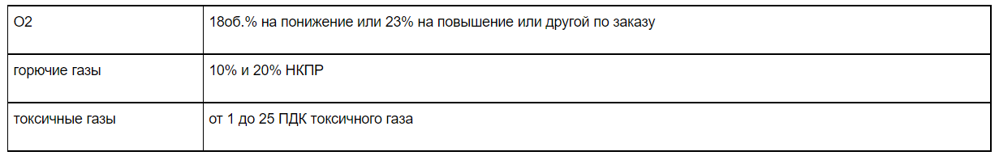 O2 18об.% на понижение или 23% на повышение или другой по заказу
горючие газы 10% и 20% НКПР
токсичные газы от 1 до 25 ПДК токсичного газа